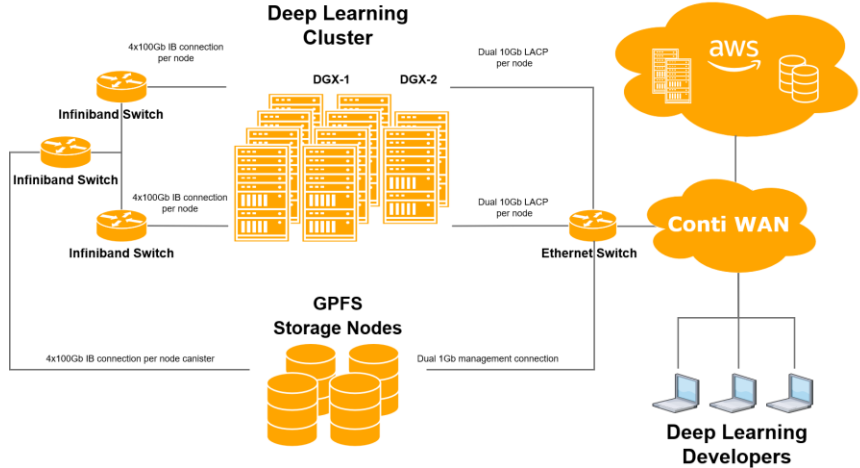 Deep Learning
Cluster
4x100Gb IB connection
per node
Dual 10Gb LACP
per node
DGX-1
DGX-2
aws
Infiniband Switch
Infiniband Switch
4x100Gb IB connection
per node
Dual 10Gb LACP
per node
Conti WAN
Infiniband Switch
Ethernet Switch
GPFS
Storage Nodes
4x100Gb IB connection per node canister
Dual 1Gb management connection
Deep Learning
Developers